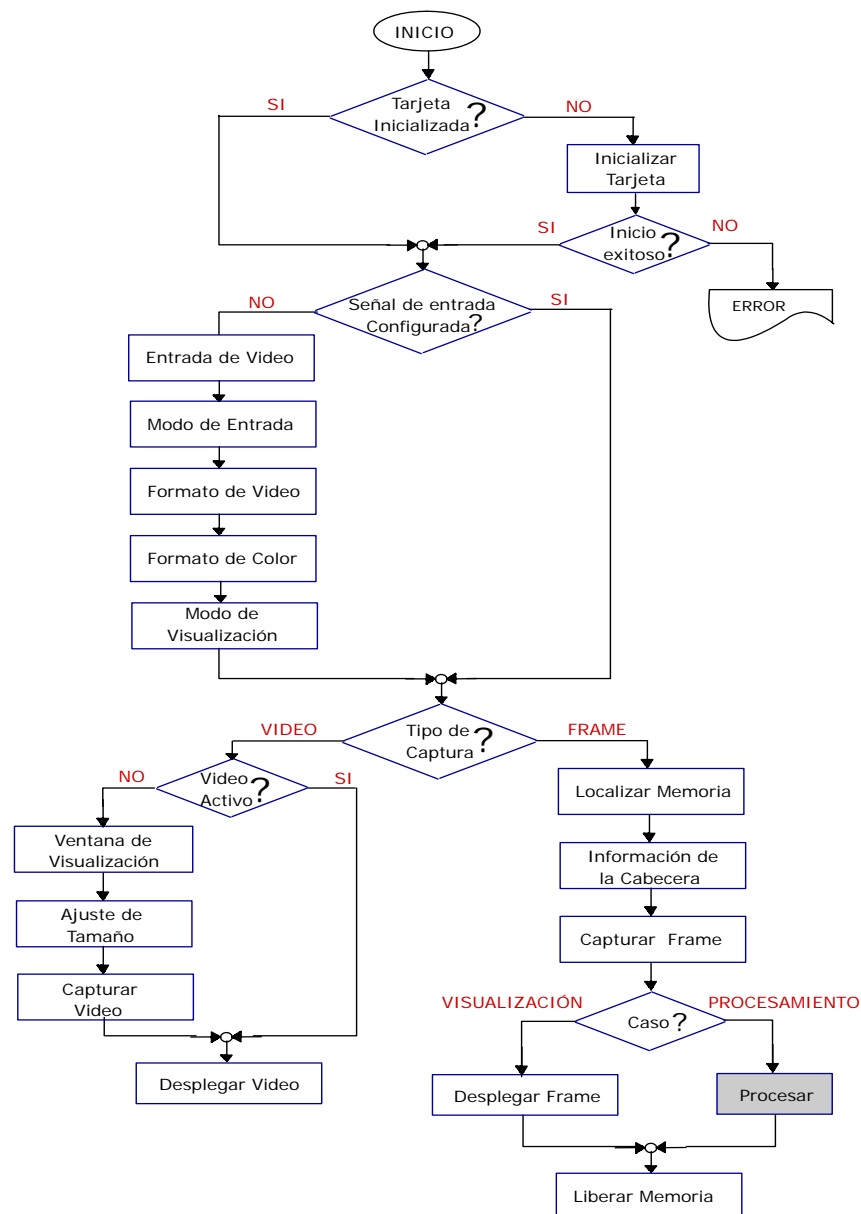 INICIO
SI
Tarjeta
Inicializada?
NO
Inicializar
Tarjeta
SI
Inicio
exitoso?
NO
ERROR
NO
Señal de entrada
Configurada?
SI
Entrada de Video
Modo de Entrada
Formato de Video
Formato de Color
Modo de
Visualización
VIDEO
Tipo de
Captura?
FRAME
NO
Video
Activo?
SI
Localizar Memoria
Ventana de
Visualización
Información de
la Cabecera
Ajuste de
Tamaño
Capturar Frame
Capturar
Video
VISUALIZACIÓN
Caso?
PROCESAMIENTO
Desplegar Video
Desplegar Frame
Procesar
Liberar Memoria